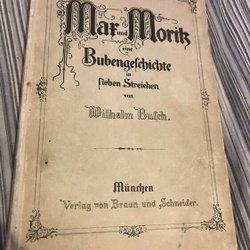 Max und Moritz
eine
Bubengeschichte
in
sieben Streichen
von
Wilhelm Busch.
München
Verlag von Braun und Schneider.